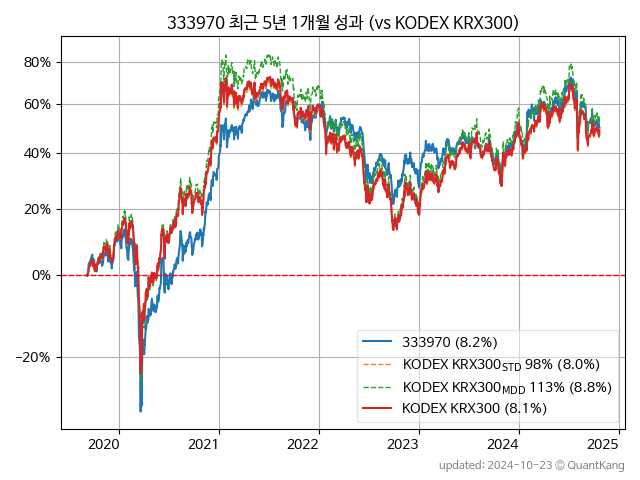 333970 최근 5년 1개월 성과 (vs KODEX KRX300)
80%
60%
40%
20%
0%
−20%
333970 (8.2%)
KODEX KRX300STD 98% (8.0%)
KODEX KRX300MDD 113% (8.8%)
KODEX KRX300 (8.1%)
2020 2021 2022 2023 2024 2025
updated: 2024-10-23 © QuantKang